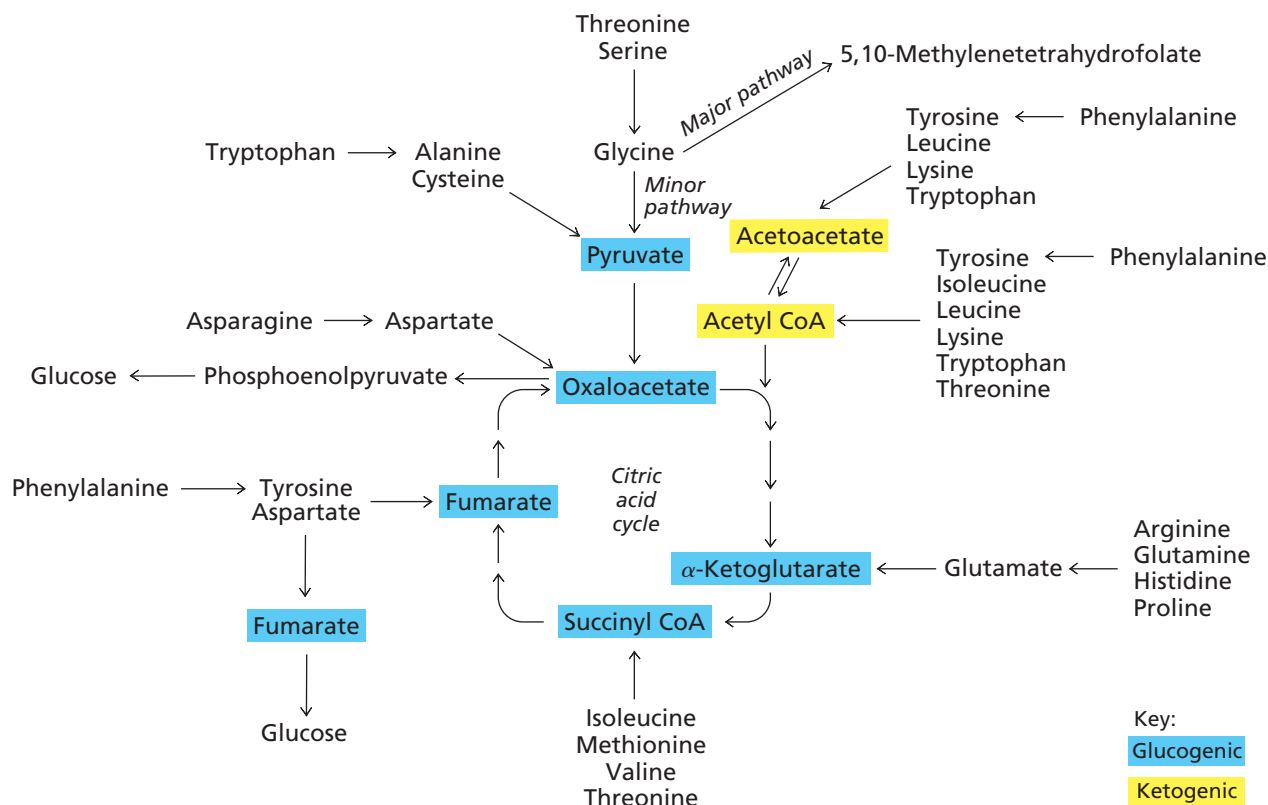 Threonine
Serine
Major pathway
5,10-Methylenetetrahydrofolate
Tryptophan
Alanine
Cysteine
Glycine
Minor
pathway
Tyrosine
Phenylalanine
Leucine
Lysine
Tryptophan
Pyruvate
Acetoacetate
Tyrosine
Phenylalanine
Isoleucine
Leucine
Lysine
Tryptophan
Threonine
Acetyl CoA
Asparagine
Aspartate
Glucose
Phosphoenolpyruvate
Oxaloacetate
Phenylalanine
Tyrosine
Aspartate
Fumarate
Citric
acid
cycle
α-Ketoglutarate
Glutamate
Arginine
Glutamine
Histidine
Proline
Fumarate
Succinyl CoA
Glucose
Isoleucine
Methionine
Valine
Threonine
Key:
Glucogenic
Ketogenic